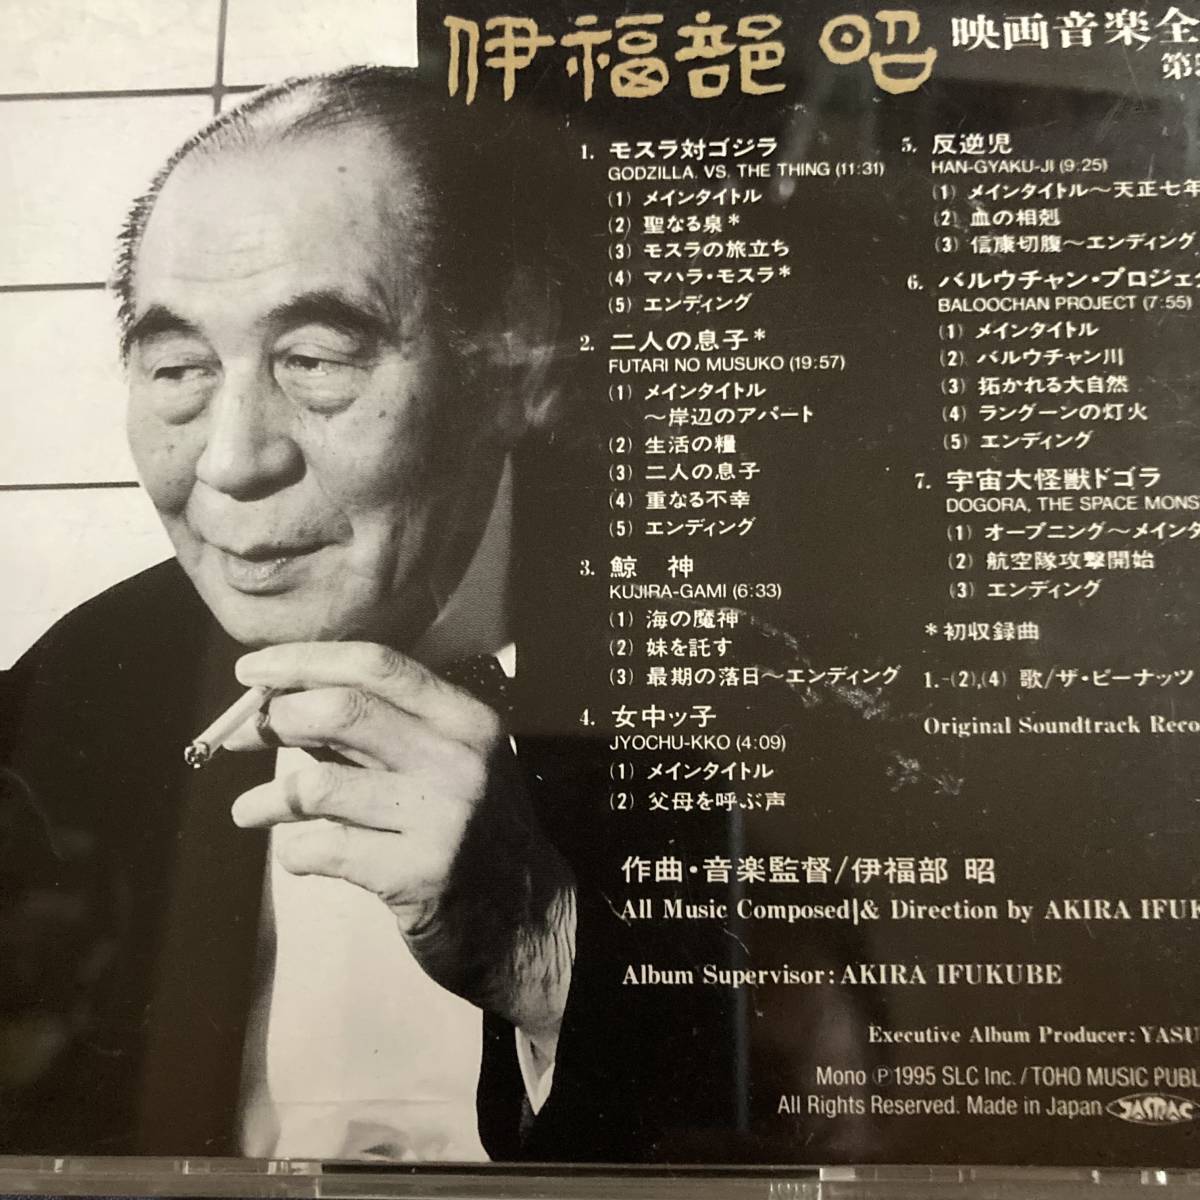 伊福部 昭 映画音楽全
1. モスラ対ゴジラ
GODZILLA. VS. THE THING (11:31)
(1) メインタイトル
(2) 聖なる泉*
(3) モスラの旅立ち
(4) マハラ・モスラ*
(5) エンディング
2. 二人の息子*
FUTARI NO MUSUKO (19:57)
(1) メインタイトル
〜岸辺のアパート
(2) 生活の糧
(3) 二人の息子
(4) 重なる不幸
(5) エンディング
3. 鯨 神
KUJIRA-GAMI (6:33)
(1) 海の魔神
(2) 妹を託す
(3) 最期の落日〜エンディング
4. 女中ッ子
JYOCHU-KKO (4:09)
(1) メインタイトル
(2) 父母を呼ぶ声
5. 反逆児
HAN-GYAKU-JI (9:25)
(1) メインタイトル〜天正七年
(2) 血の相剋
(3) 信康切腹〜エンディング
6. バルウチャン・プロジェク
BALOOCHAN PROJECT (7:55)
(1) メインタイトル
(2) バルウチャン川
(3) 拓かれる大自然
(4) ラングーンの灯火
(5) エンディング
7. 宇宙大怪獣ドゴラ
DOGORA, THE SPACE MONS
(1) オープニング〜メインタ
(2) 航空隊攻撃開始
(3) エンディング
*初収録曲
1.-(2),(4) 歌/ザ・ピーナッツ
Original Soundtrack Reco
作曲・音楽監督/伊福部 昭
All Music Composed & Direction by AKIRA IFUK
Album Supervisor: AKIRA IFUKUBE
Executive Album Producer: YASU
Mono Ⓟ1995 SLC Inc. / TOHO MUSIC PUBL
All Rights Reserved. Made in Japan JASRAC